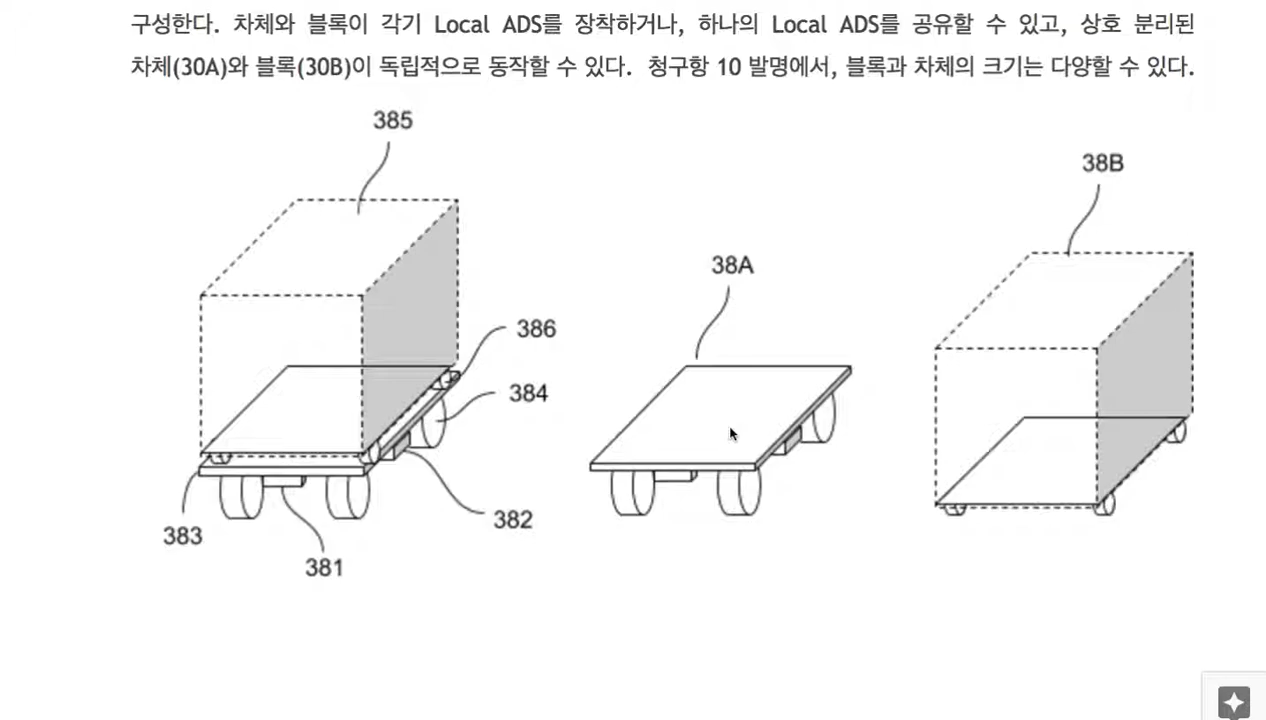 구성한다. 차체와 블록이 각기 Local ADS를 장착하거나, 하나의 Local ADS를 공유할 수 있고, 상호 분리된
차체(30A)와 블록(30B)이 독립적으로 동작할 수 있다. 청구항 10 발명에서, 블록과 차체의 크기는 다양할 수 있다.
385
38B
38A
386
384
382
383
381